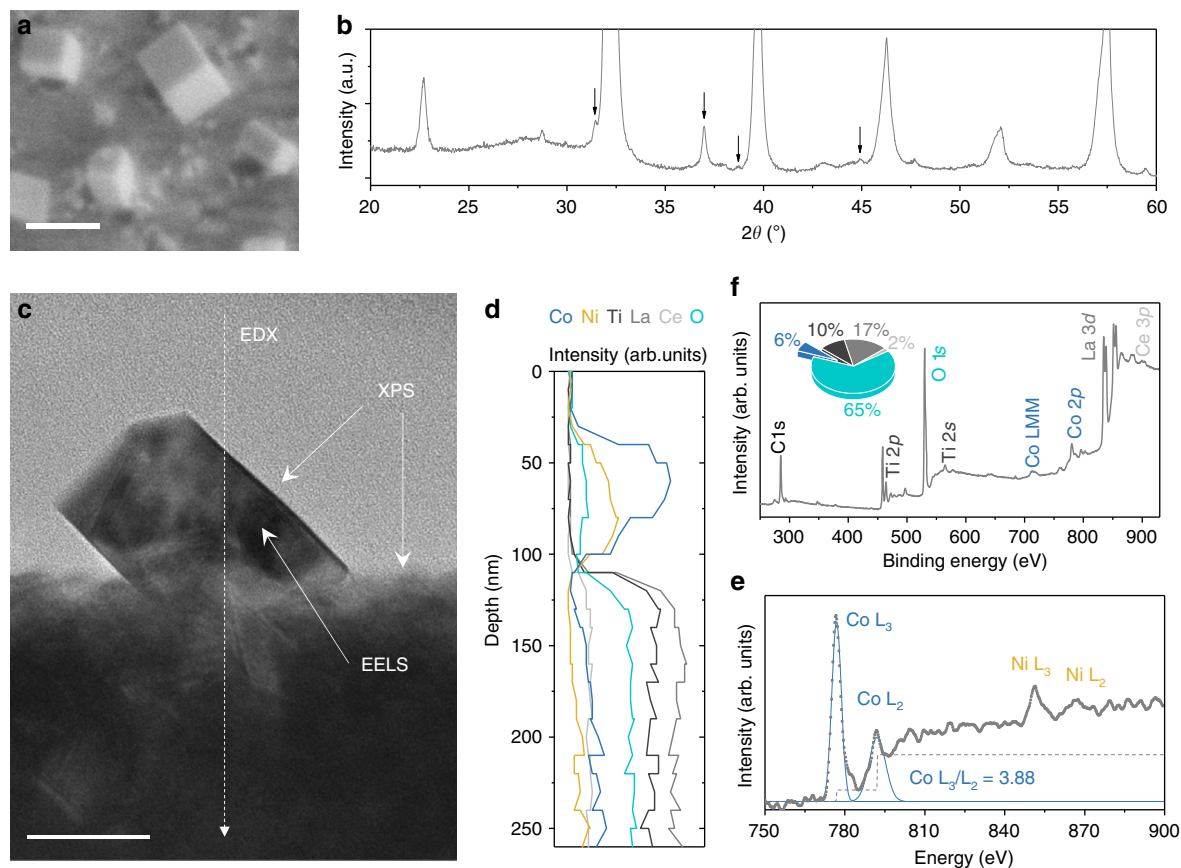 a
b
Intensity (a.u.)
20 25 30 35 40 45 50 55 60
2θ (°)
c
EDX
XPS
EELS
d
Co Ni Ti La Ce O
Intensity (arb.units)
Depth (nm)
0
50
100
150
200
250
f
Intensity (arb. units)
6%
10%
17%
2%
65%
C1s
Ti 2p
O 1s
Ti 2s
Co LMM
Co 2p
La 3d
Ce 3p
300 400 500 600 700 800 900
Binding energy (eV)
e
Intensity (arb. units)
Co L3
Co L2
Ni L3
Ni L2
Co L3/L2 = 3.88
750 780 810 840 870 900
Energy (eV)